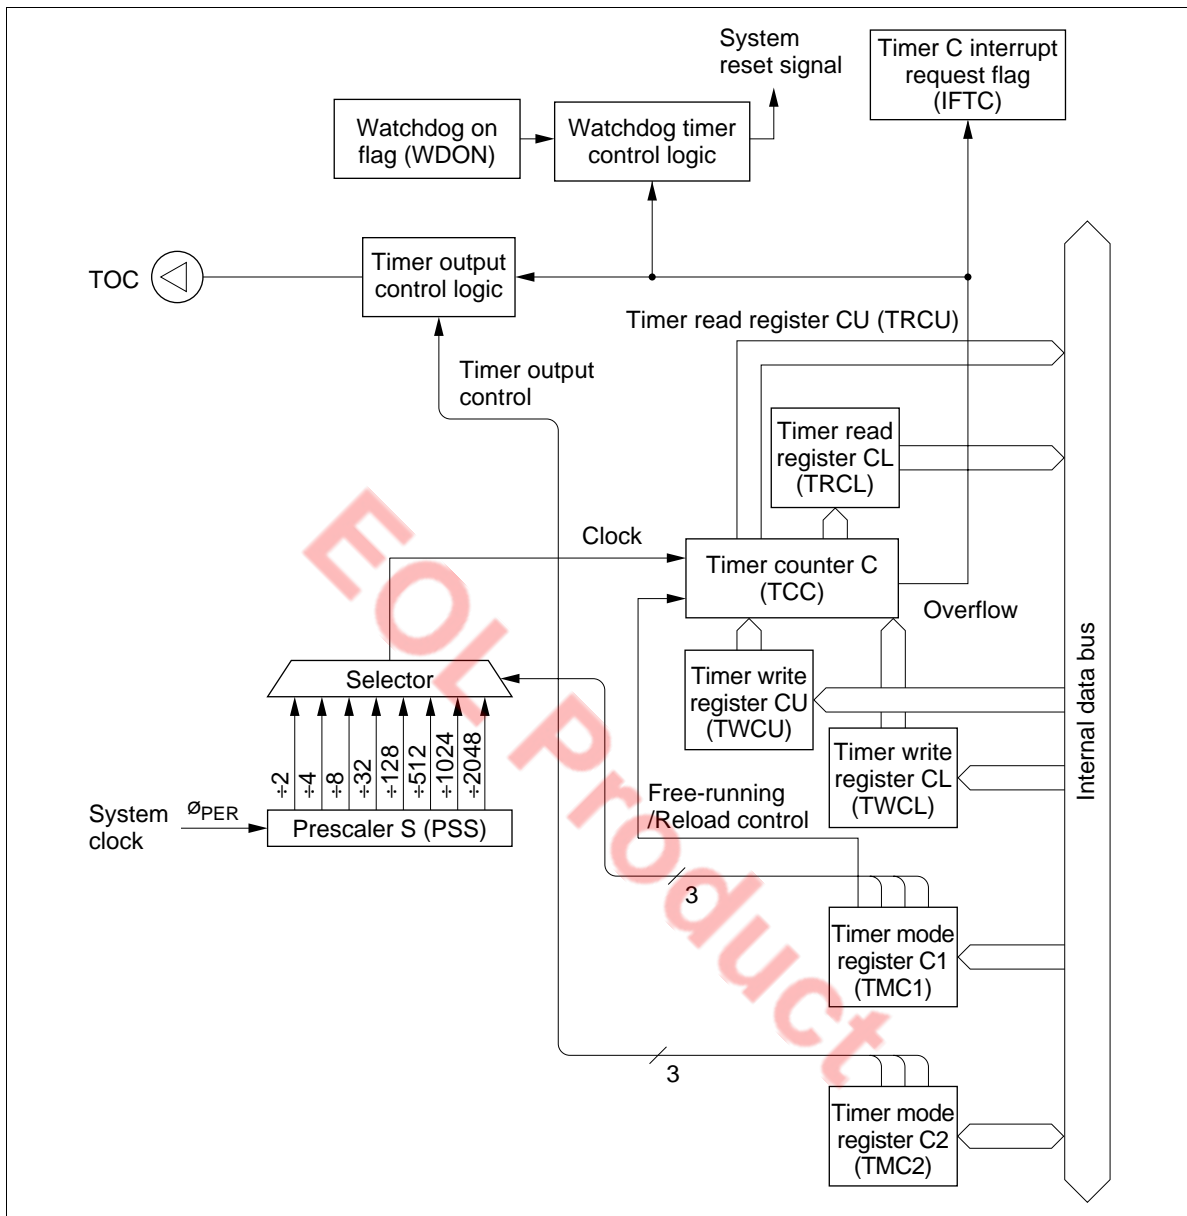 System
reset signal
Timer C interrupt
request flag
(IFTC)
Watchdog on
flag (WDON)
Watchdog timer
control logic
TOC
Timer output
control logic
Timer read register CU (TRCU)
Timer output
control
Timer read
register CL
(TRCL)
Clock
Timer counter C
(TCC)
Overflow
Internal data bus
Selector
Timer write
register CU
(TWCU)
Timer write
register CL
(TWCL)
÷2
÷4
÷8
÷32
÷128
÷512
÷1024
÷2048
System
clock
øPER
Prescaler S (PSS)
Free-running
/Reload control
3
Timer mode
register C1
(TMC1)
3
Timer mode
register C2
(TMC2)
EOL Product